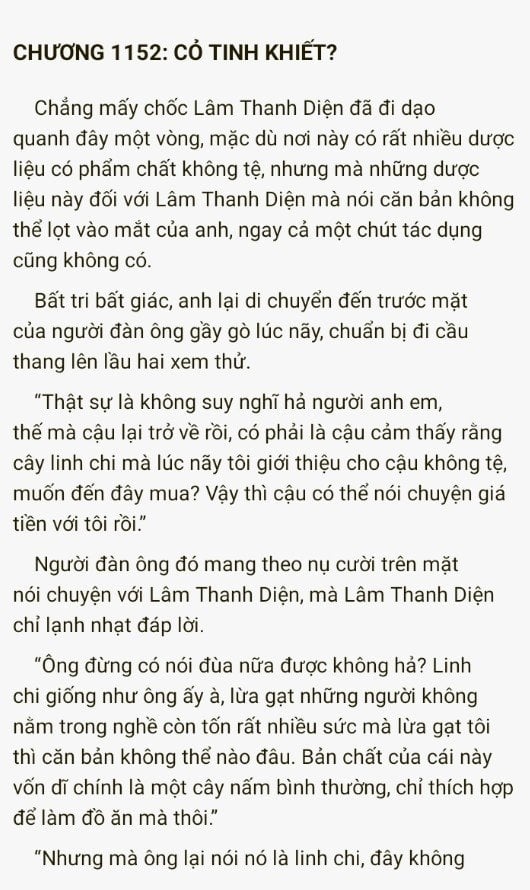 CHƯƠNG 1152: CỎ TINH KHIẾT?
Chẳng mấy chốc Lâm Thanh Diện đã đi dạo
quanh đây một vòng, mặc dù nơi này có rất nhiều dược
liệu có phẩm chất không tệ, nhưng mà những dược
liệu này đối với Lâm Thanh Diện mà nói căn bản không
thể lọt vào mắt của anh, ngay cả một chút tác dụng
cũng không có.
Bất tri bất giác, anh lại di chuyển đến trước mặt
của người đàn ông gầy gò lúc nãy, chuẩn bị đi cầu
thang lên lầu hai xem thử.
“Thật sự là không suy nghĩ hả người anh em,
thế mà cậu lại trở về rồi, có phải là cậu cảm thấy rằng
cây linh chi mà lúc nãy tôi giới thiệu cho cậu không tệ,
muốn đến đây mua? Vậy thì cậu có thể nói chuyện giá
tiền với tôi rồi.”
Người đàn ông đó mang theo nụ cười trên mặt
nói chuyện với Lâm Thanh Diện, mà Lâm Thanh Diện
chỉ lạnh nhạt đáp lời.
“Ông đừng có nói đùa nữa được không hả? Linh
chi giống như ông ấy à, lừa gạt những người không
nằm trong nghề còn tốn rất nhiều sức mà lừa gạt tôi
thì căn bản không thể nào đâu. Bản chất của cái này
vốn dĩ chính là một cây nấm bình thường, chỉ thích hợp
để làm đồ ăn mà thôi.”
“Nhưng mà ông lại nói nó là linh chi, đây không